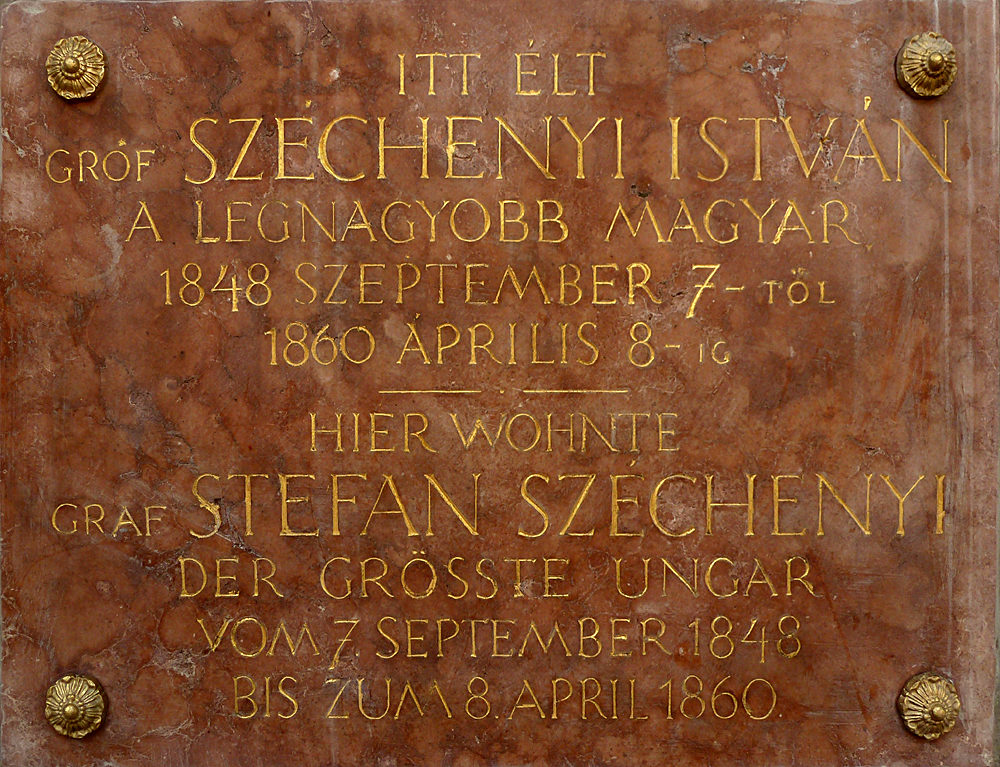 ITT ÉLT
GRÓF SZÉCHENYI ISTVÁN
A LEGNAGYOBB MAGYAR
1848 SZEPTEMBER 7-TŐL
1860 ÁPRILIS 8-IG
HIER WOHNTE
GRAF STEFAN SZÉCHENYI
DER GRÖSSTE UNGAR
VOM 7. SEPTEMBER 1848
BIS ZUM 8. APRIL 1860.